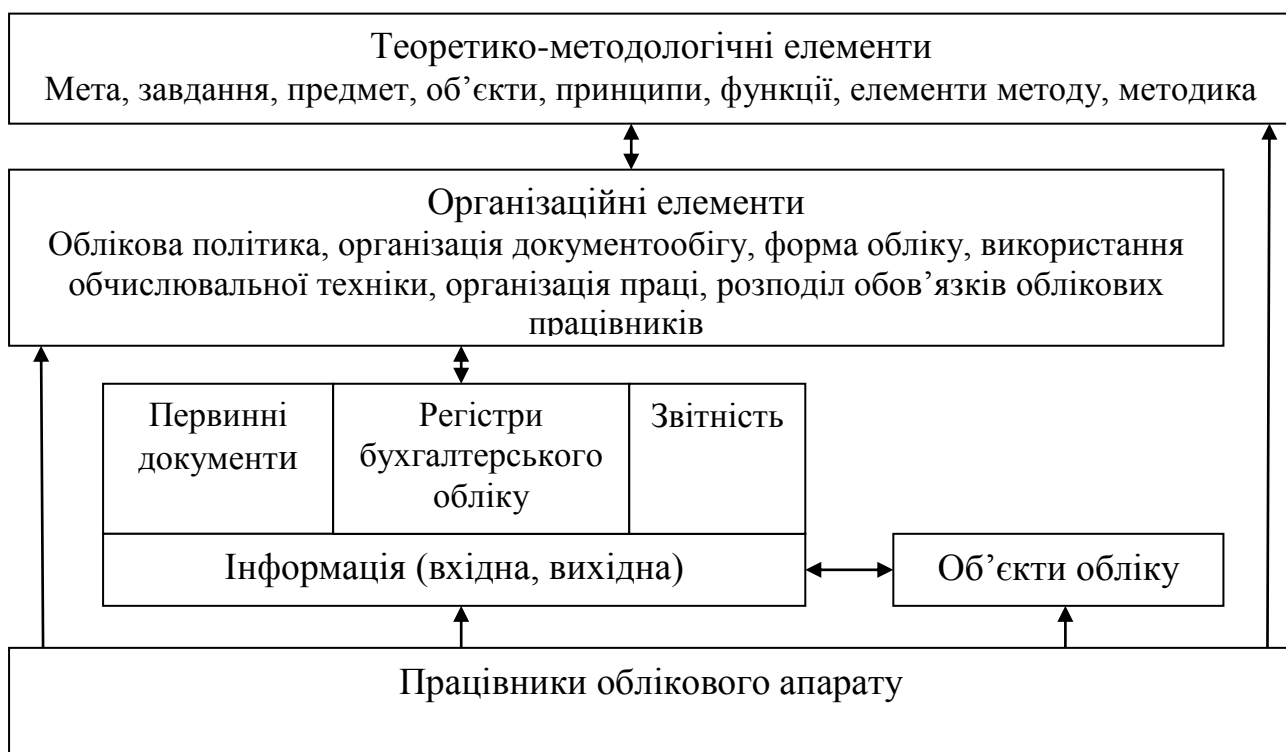 Теоретико-методологічні елементи
Мета, завдання, предмет, об’єкти, принципи, функції, елементи методу, методика
Організаційні елементи
Облікова політика, організація документообігу, форма обліку, використання
обчислювальної техніки, організація праці, розподіл обов’язків облікових
працівників
Первинні
документи
Регістри
бухгалтерського
обліку
Звітність
Інформація (вхідна, вихідна)
Об’єкти обліку
Працівники облікового апарату